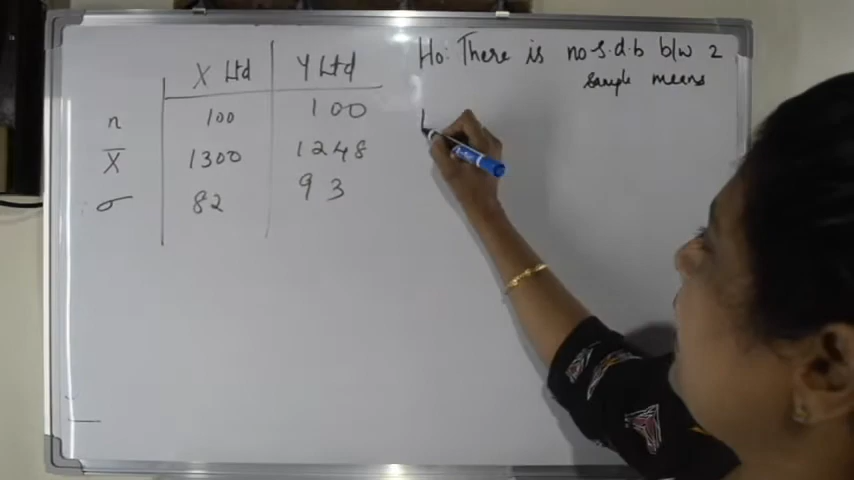 X Ltd Y Ltd
n 100 100
X̄ 1300 1248
σ 82 93
Ho: There is no s.d.b b/w 2
sample means